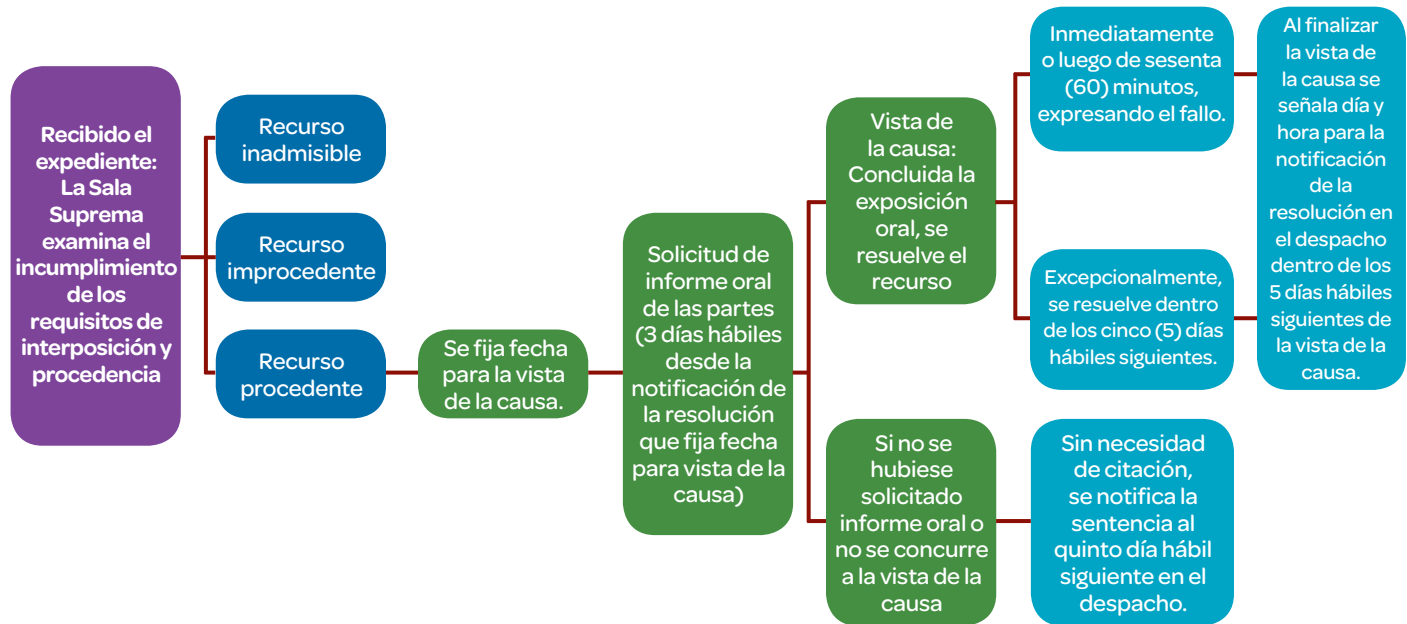 Recibido el
expediente:
La Sala
Suprema
examina el
incumplimiento
de los
requisitos de
interposición y
procedencia
Recurso
inadmisible
Recurso
improcedente
Recurso
procedente
Se fija fecha
para la vista
de la causa.
Solicitud de
informe oral
de las partes
(3 días hábiles
desde la
notificación de
la resolución
que fija fecha
para vista de la
causa)
Vista de
la causa:
Concluida la
exposición
oral, se
resuelve el
recurso
Inmediatamente
o luego de sesenta
(60) minutos,
expresando el fallo.
Excepcionalmente,
se resuelve dentro
de los cinco (5) días
hábiles siguientes.
Al finalizar
la vista de
la causa se
señala día y
hora para la
notificación
de la
resolución en
el despacho
dentro de los
5 días hábiles
siguientes de
la vista de la
causa.
Si no se
hubiese
solicitado
informe oral o
no se concurre
a la vista de la
causa
Sin necesidad
de citación,
se notifica la
sentencia al
quinto día hábil
siguiente en el
despacho.